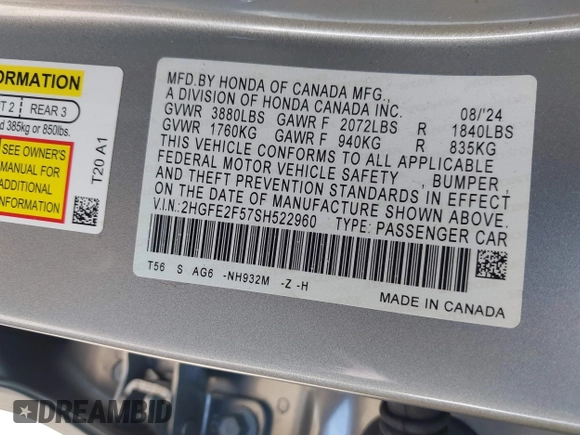 ORMATION
T 2 REAR 3
d 385kg or 850lbs.
SEE OWNER'S
MANUAL FOR
ADDITIONAL
INFORMATION
T20 A1
MFD.BY HONDA OF CANADA MFG.,
A DIVISION OF HONDA CANADA INC. 08/'24
GVWR 3880LBS GAWR F 2072LBS R 1840LBS
GVWR 1760KG GAWR F 940KG R 835KG
THIS VEHICLE CONFORMS TO ALL APPLICABLE
FEDERAL MOTOR VEHICLE SAFETY , BUMPER ,
AND THEFT PREVENTION STANDARDS IN EFFECT
ON THE DATE OF MANUFACTURE SHOWN ABOVE.
V.I.N.:2HGFE2F57SH522960 TYPE: PASSENGER CAR
T56 S AG6 -NH932M -Z -H
MADE IN CANADA
DREAMBID